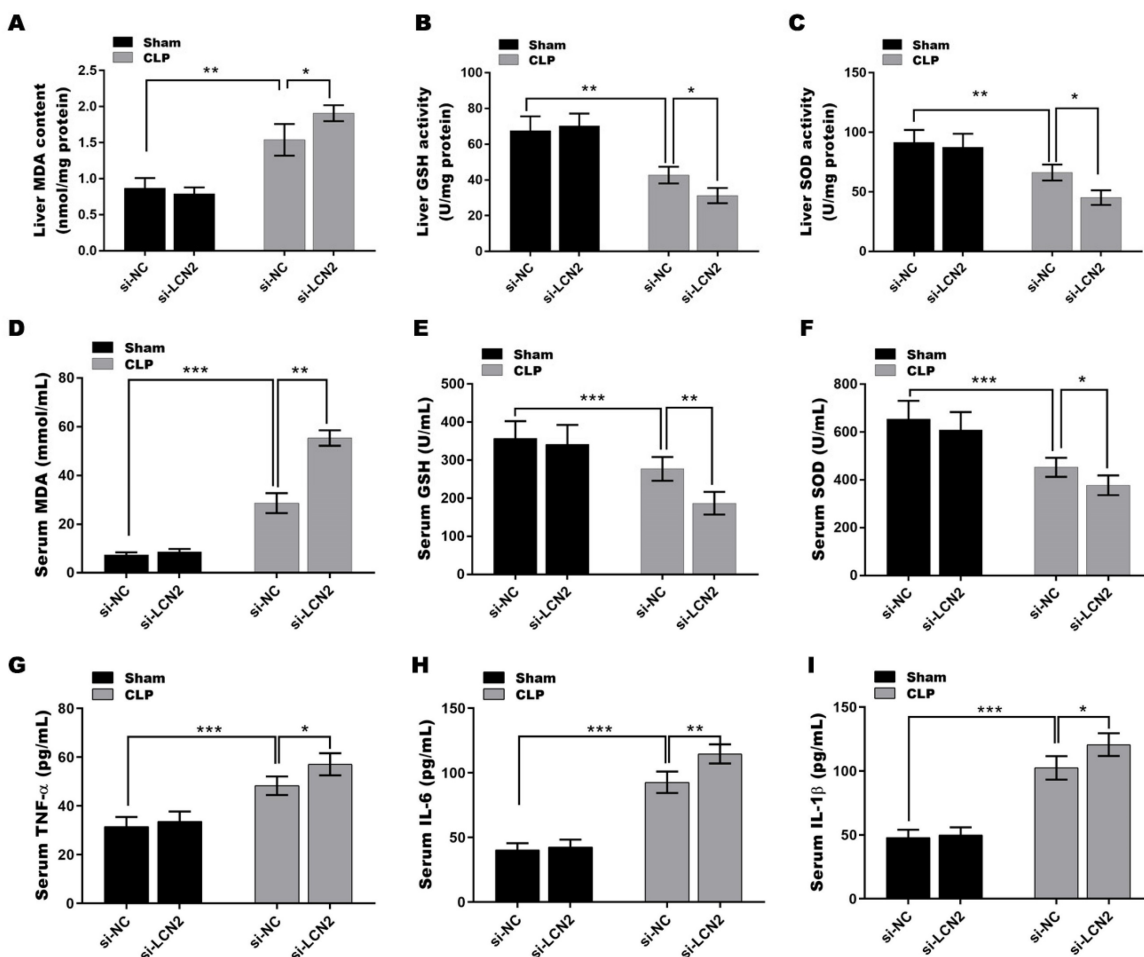 A
Sham
CLP
Liver MDA content
(nmol/mg protein)
2.5
2.0
1.5
1.0
0.5
0.0
**
*
si-NC
si-LCN2
si-NC
si-LCN2
B
Sham
CLP
Liver GSH activity
(U/mg protein)
100
80
60
40
20
0
**
*
si-NC
si-LCN2
si-NC
si-LCN2
C
Sham
CLP
Liver SOD activity
(U/mg protein)
150
100
50
0
**
*
si-NC
si-LCN2
si-NC
si-LCN2
D
Sham
CLP
Serum MDA (mmol/mL)
80
60
40
20
0
***
**
si-NC
si-LCN2
si-NC
si-LCN2
E
Sham
CLP
Serum GSH (U/mL)
500
400
300
200
100
0
***
**
si-NC
si-LCN2
si-NC
si-LCN2
F
Sham
CLP
Serum SOD (U/mL)
800
600
400
200
0
***
*
si-NC
si-LCN2
si-NC
si-LCN2
G
Sham
CLP
Serum TNF-α (pg/mL)
80
60
40
20
0
***
*
si-NC
si-LCN2
si-NC
si-LCN2
H
Sham
CLP
Serum IL-6 (pg/mL)
150
100
50
0
***
**
si-NC
si-LCN2
si-NC
si-LCN2
I
Sham
CLP
Serum IL-1β (pg/mL)
150
100
50
0
***
*
si-NC
si-LCN2
si-NC
si-LCN2